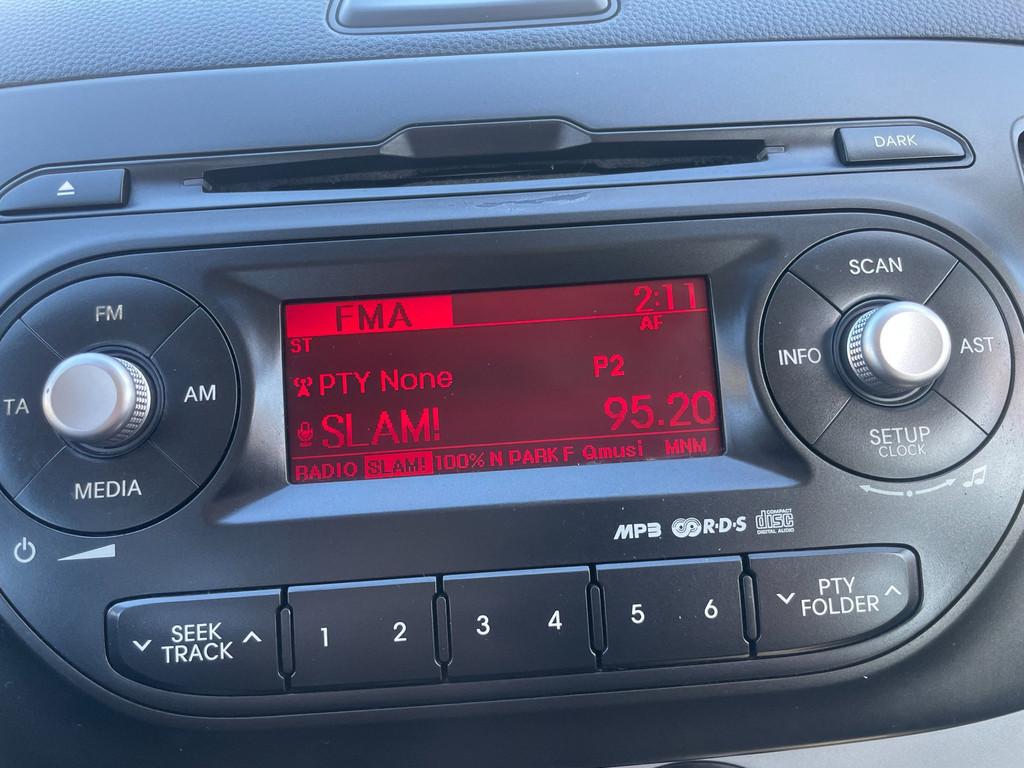 DARK
FM
TA
AM
MEDIA
FMA
2:11
ST
AF
PTY None
P2
SLAM!
95.20
RADIO SLAM! 100% N PARK F Qmusi MNM
SCAN
INFO
AST
SETUP
CLOCK
MP3 R·D·S COMPACT disc DIGITAL AUDIO
SEEK
TRACK
1 2 3 4 5 6
PTY
FOLDER